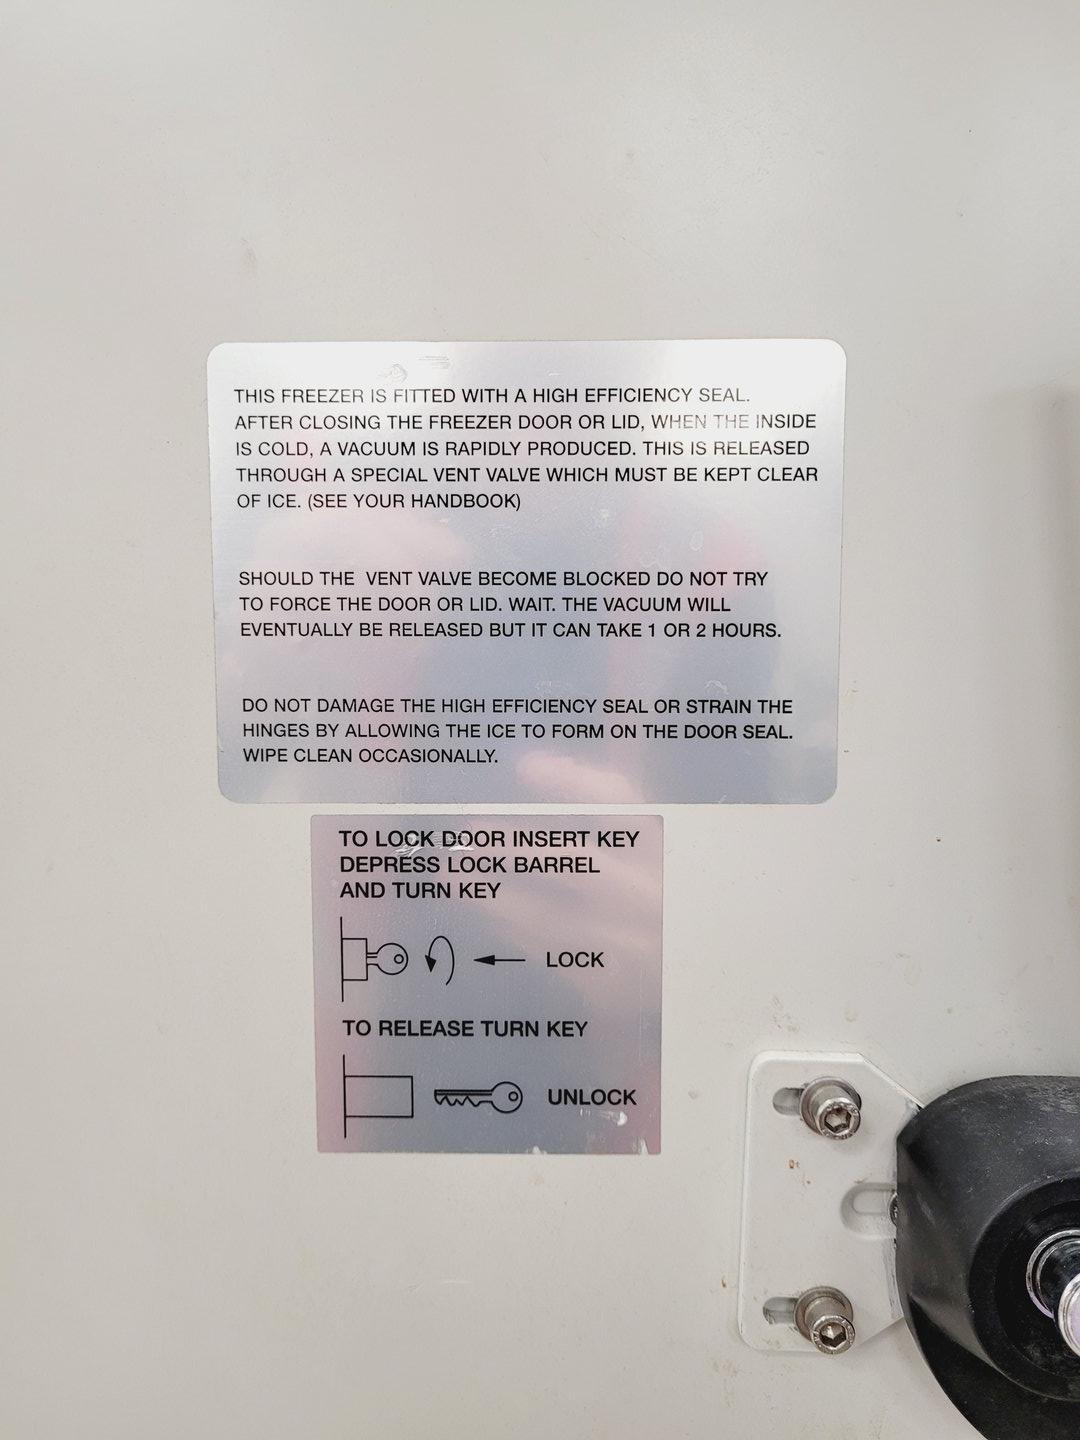 THIS FREEZER IS FITTED WITH A HIGH EFFICIENCY SEAL.
AFTER CLOSING THE FREEZER DOOR OR LID, WHEN THE INSIDE
IS COLD, A VACUUM IS RAPIDLY PRODUCED. THIS IS RELEASED
THROUGH A SPECIAL VENT VALVE WHICH MUST BE KEPT CLEAR
OF ICE. (SEE YOUR HANDBOOK)
SHOULD THE VENT VALVE BECOME BLOCKED DO NOT TRY
TO FORCE THE DOOR OR LID. WAIT. THE VACUUM WILL
EVENTUALLY BE RELEASED BUT IT CAN TAKE 1 OR 2 HOURS.
DO NOT DAMAGE THE HIGH EFFICIENCY SEAL OR STRAIN THE
HINGES BY ALLOWING THE ICE TO FORM ON THE DOOR SEAL.
WIPE CLEAN OCCASIONALLY.
TO LOCK DOOR INSERT KEY
DEPRESS LOCK BARREL
AND TURN KEY
LOCK
TO RELEASE TURN KEY
UNLOCK